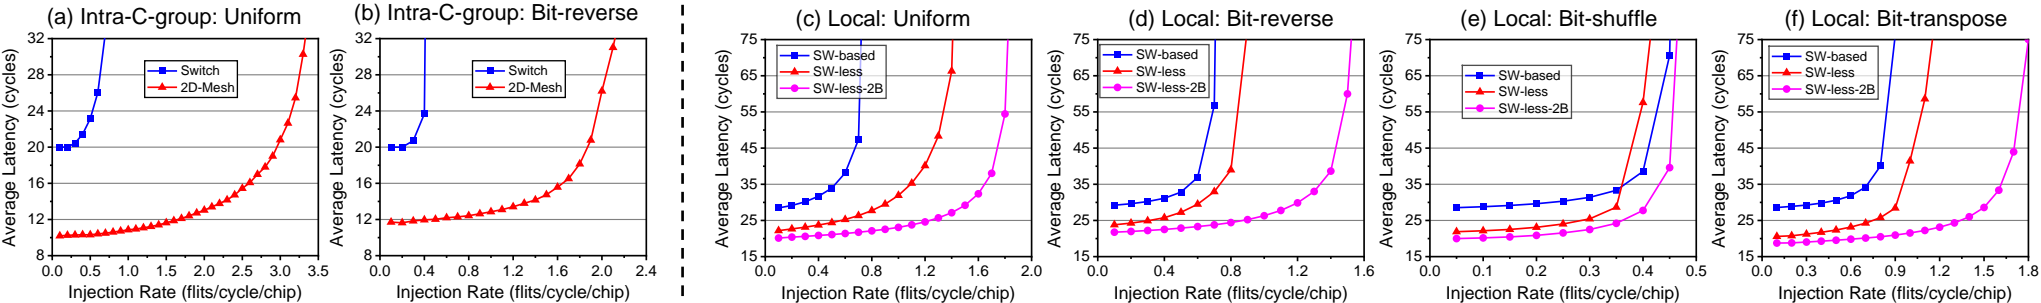 (a) Intra-C-group: Uniform
Average Latency (cycles)
32
28
24
20
16
12
8
Switch
2D-Mesh
0.0 0.5 1.0 1.5 2.0 2.5 3.0 3.5
Injection Rate (flits/cycle/chip)
(b) Intra-C-group: Bit-reverse
Average Latency (cycles)
32
28
24
20
16
12
8
Switch
2D-Mesh
0.0 0.4 0.8 1.2 1.6 2.0 2.4
Injection Rate (flits/cycle/chip)
(c) Local: Uniform
Average Latency (cycles)
75
65
55
45
35
25
15
SW-based
SW-less
SW-less-2B
0.0 0.4 0.8 1.2 1.6 2.0
Injection Rate (flits/cycle/chip)
(d) Local: Bit-reverse
Average Latency (cycles)
75
65
55
45
35
25
15
SW-based
SW-less
SW-less-2B
0.0 0.4 0.8 1.2 1.6
Injection Rate (flits/cycle/chip)
(e) Local: Bit-shuffle
Average Latency (cycles)
75
65
55
45
35
25
15
SW-based
SW-less
SW-less-2B
0.0 0.1 0.2 0.3 0.4 0.5
Injection Rate (flits/cycle/chip)
(f) Local: Bit-transpose
Average Latency (cycles)
75
65
55
45
35
25
15
SW-based
SW-less
SW-less-2B
0.0 0.3 0.6 0.9 1.2 1.5 1.8
Injection Rate (flits/cycle/chip)